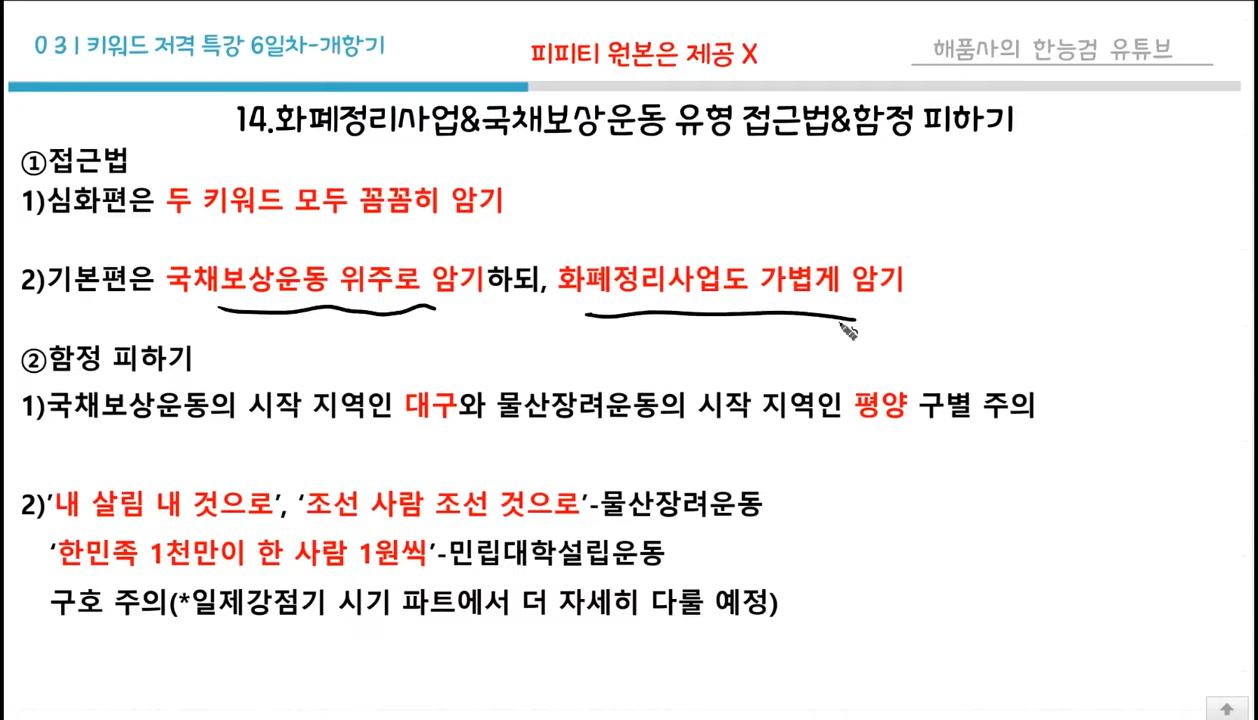 03 | 키워드 저격 특강 6일차-개항기
피피티 원본은 제공 X
해품사의 한능검 유튜브
14.화폐정리사업&국채보상운동 유형 접근법&함정 피하기
①접근법
1)심화편은 두 키워드 모두 꼼꼼히 암기
2)기본편은 국채보상운동 위주로 암기하되, 화폐정리사업도 가볍게 암기
②함정 피하기
1)국채보상운동의 시작 지역인 대구와 물산장려운동의 시작 지역인 평양 구별 주의
2)’내 살림 내 것으로’, ‘조선 사람 조선 것으로’-물산장려운동
‘한민족 1천만이 한 사람 1원씩’-민립대학설립운동
구호 주의(*일제강점기 시기 파트에서 더 자세히 다룰 예정)